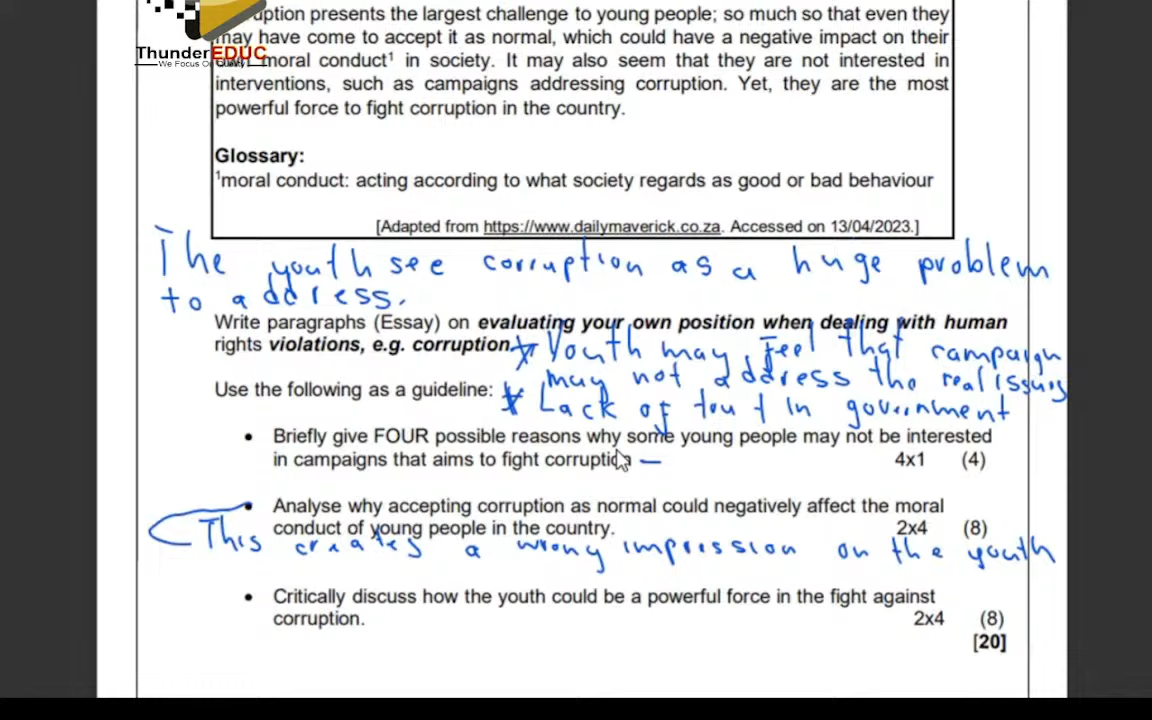 uption presents the largest challenge to young people; so much so that even they
may have come to accept it as normal, which could have a negative impact on their
moral conduct¹ in society. It may also seem that they are not interested in
ThunderEDUC
We Focus On Quality
interventions, such as campaigns addressing corruption. Yet, they are the most
powerful force to fight corruption in the country.
Glossary:
¹moral conduct: acting according to what society regards as good or bad behaviour
[Adapted from https://www.dailymaverick.co.za. Accessed on 13/04/2023.]
The youth see corruption as a huge problem
to address.
Write paragraphs (Essay) on evaluating your own position when dealing with human
rights violations, e.g. corruption
* Youth may feel that campaign
may not address the real issues
Use the following as a guideline:
* Lack of tout in government
• Briefly give FOUR possible reasons why some young people may not be interested
in campaigns that aims to fight corruption – 4x1 (4)
• Analyse why accepting corruption as normal could negatively affect the moral
conduct of young people in the country. 2x4 (8)
This creates a wrong impression on the youth
• Critically discuss how the youth could be a powerful force in the fight against
corruption. 2x4 (8)
[20]